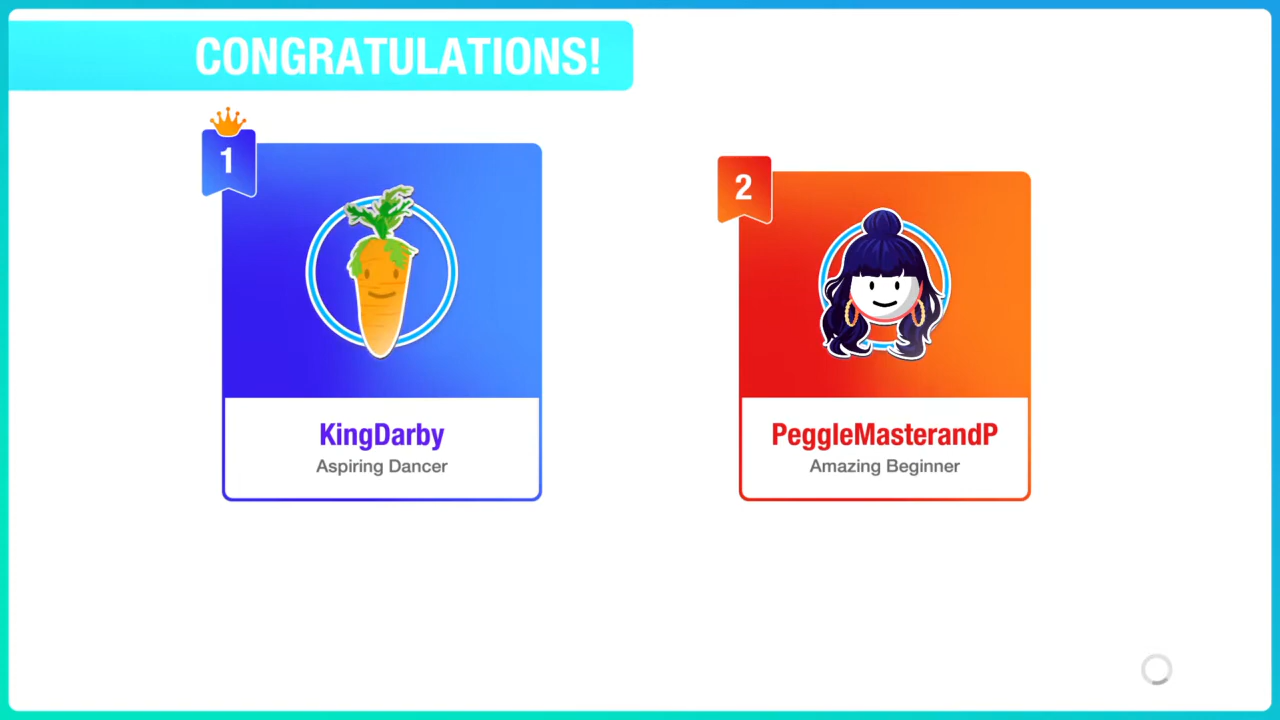 CONGRATULATIONS!
1
2
KingDarby
Aspiring Dancer
PeggleMasterandP
Amazing Beginner